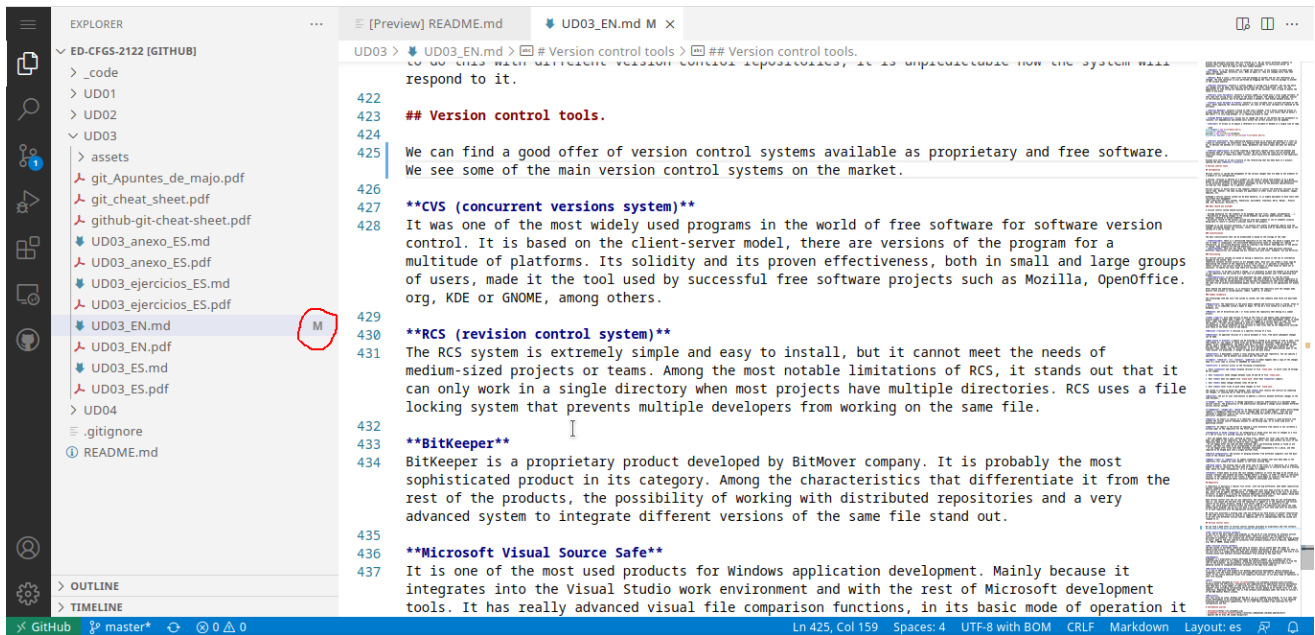 EXPLORER
ED-CFGS-2122 [GITHUB]
_code
UD01
UD02
UD03
assets
git_Apuntes_de_majo.pdf
git_cheat_sheet.pdf
github-git-cheat-sheet.pdf
UD03_anexo_ES.md
UD03_anexo_ES.pdf
UD03_ejercicios_ES.md
UD03_ejercicios_ES.pdf
UD03_EN.md M
UD03_EN.pdf
UD03_ES.md
UD03_ES.pdf
UD04
.gitignore
README.md
OUTLINE
TIMELINE
1
[Preview] README.md UD03_EN.md M
UD03 > UD03_EN.md > # Version control tools > ## Version control tools.
to do this with different version control repositories, it is unpredictable how the system will
respond to it.
422
423 ## Version control tools.
424
425 We can find a good offer of version control systems available as proprietary and free software.
We see some of the main version control systems on the market.
426
427 **CVS (concurrent versions system)**
428 It was one of the most widely used programs in the world of free software for software version
control. It is based on the client-server model, there are versions of the program for a
multitude of platforms. Its solidity and its proven effectiveness, both in small and large groups
of users, made it the tool used by successful free software projects such as Mozilla, OpenOffice.
org, KDE or GNOME, among others.
429
430 **RCS (revision control system)**
431 The RCS system is extremely simple and easy to install, but it cannot meet the needs of
medium-sized projects or teams. Among the most notable limitations of RCS, it stands out that it
can only work in a single directory when most projects have multiple directories. RCS uses a file
locking system that prevents multiple developers from working on the same file.
432
433 **BitKeeper**
434 BitKeeper is a proprietary product developed by BitMover company. It is probably the most
sophisticated product in its category. Among the characteristics that differentiate it from the
rest of the products, the possibility of working with distributed repositories and a very
advanced system to integrate different versions of the same file stand out.
435
436 **Microsoft Visual Source Safe**
437 It is one of the most used products for Windows application development. Mainly because it
integrates into the Visual Studio work environment and with the rest of Microsoft development
tools. It has really advanced visual file comparison functions, in its basic mode of operation it
GitHub master* 0 0 Ln 425, Col 159 Spaces: 4 UTF-8 with BOM CRLF Markdown Layout: es